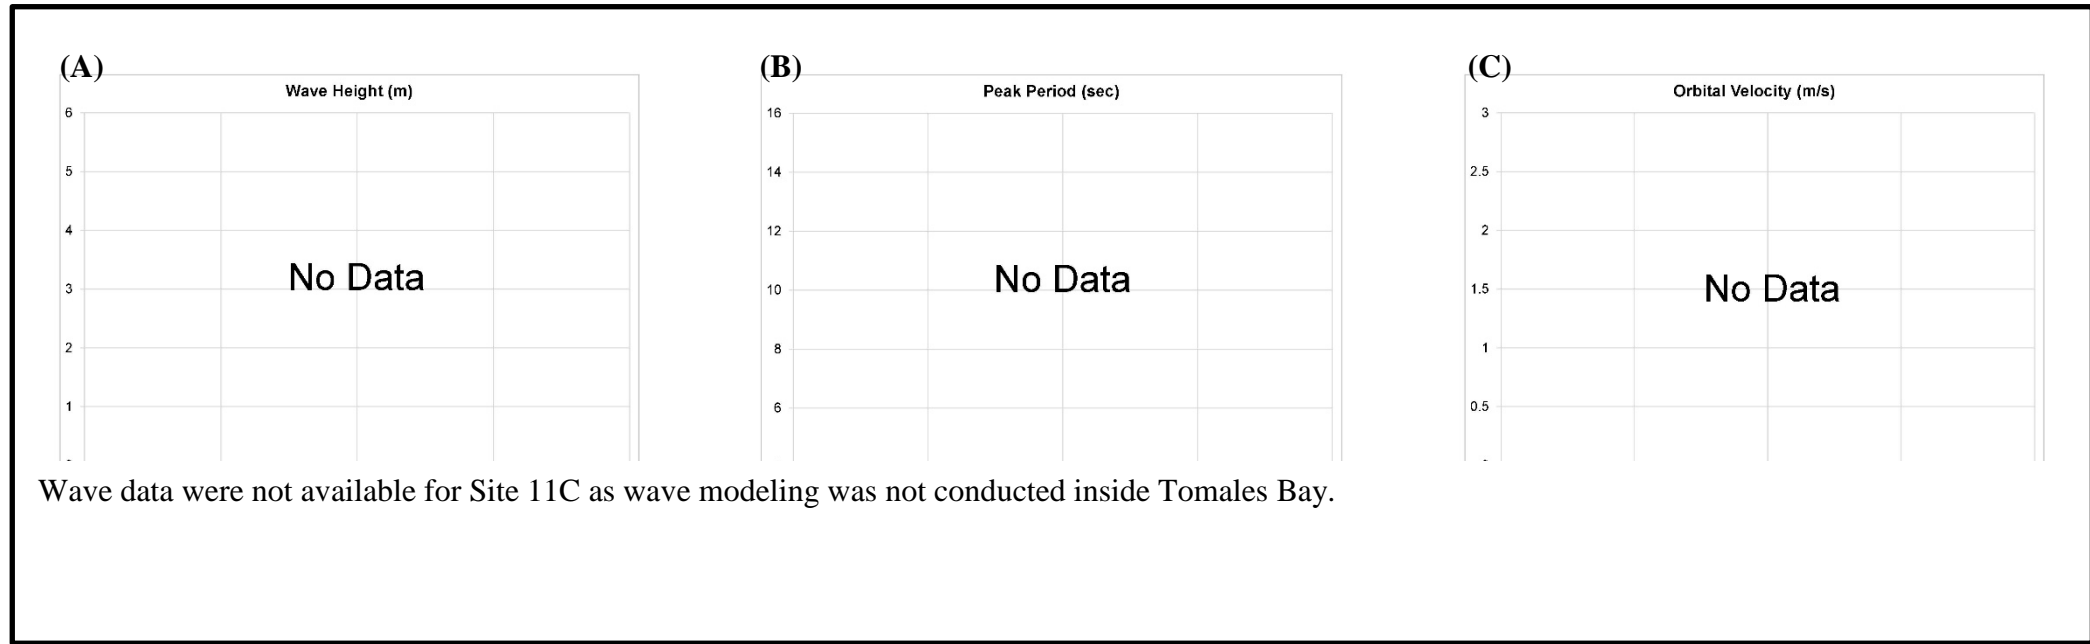 (A)
Wave Height (m)
6
5
4
3
2
1
No Data
(B)
Peak Period (sec)
16
14
12
10
8
6
No Data
(C)
Orbital Velocity (m/s)
3
2.5
2
1.5
1
0.5
No Data
Wave data were not available for Site 11C as wave modeling was not conducted inside Tomales Bay.